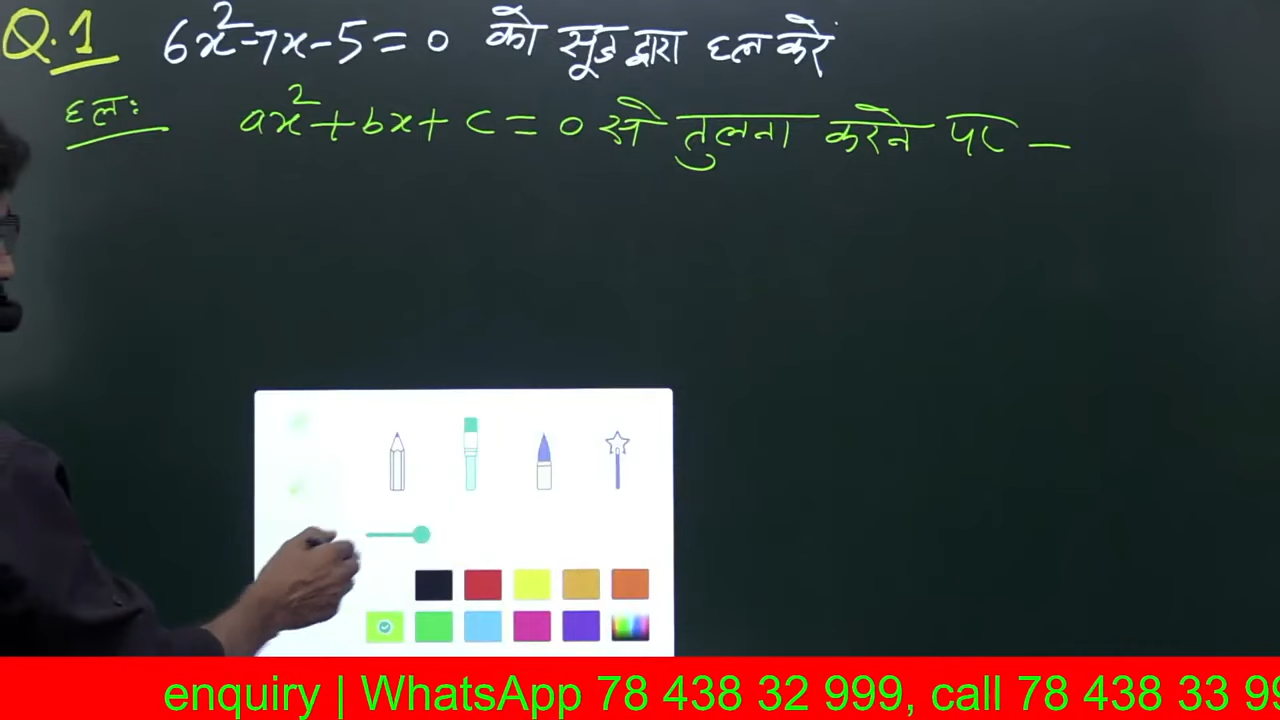 Q.1 6x²-7x-5=0 को सूत्र द्वारा हल करें
हलः ax²+bx+c=0 से तुलना करने पर —
enquiry | WhatsApp 78 438 32 999, call 78 438 33 99